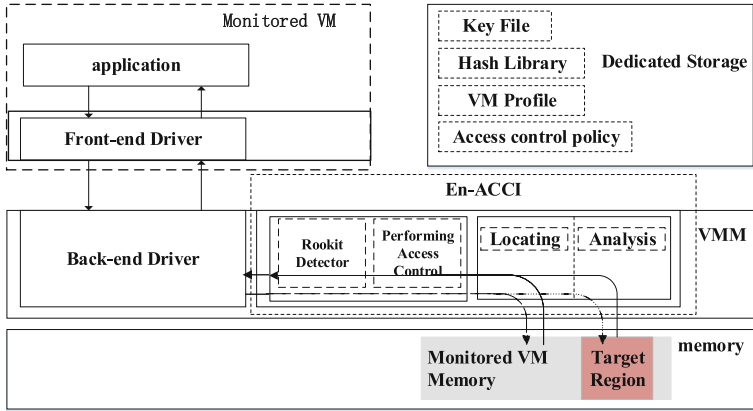 Monitored VM
application
Front-end Driver
Key File
Hash Library
VM Profile
Access control policy
Dedicated Storage
En-ACCI
Back-end Driver
Rookit
Detector
Performing
Access
Control
Locating
Analysis
VMM
memory
Monitored VM
Memory
Target
Region